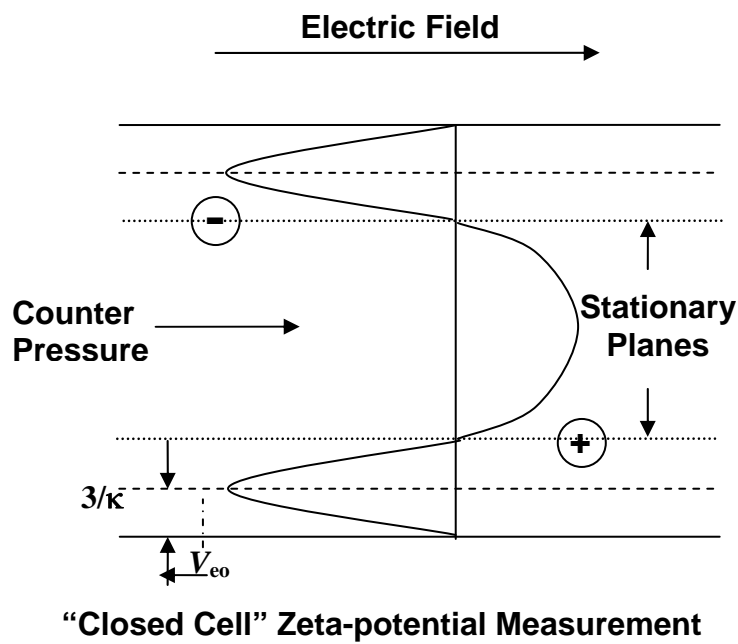 Electric Field
-
Counter
Pressure
Stationary
Planes
+
3/κ
Veo
“Closed Cell” Zeta-potential Measurement